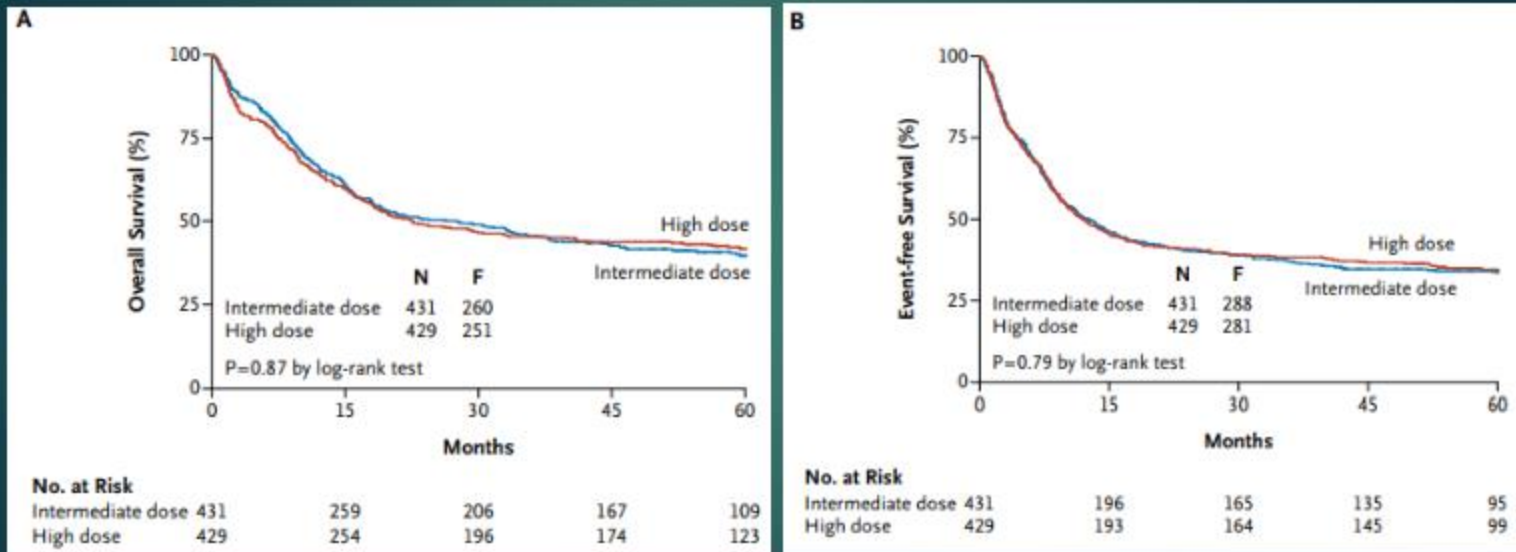 A
100
75
50
25
0
Overall Survival (%)
High dose
Intermediate dose
N F
Intermediate dose 431 260
High dose 429 251
P=0.87 by log-rank test
0 15 30 45 60
Months
No. at Risk
Intermediate dose 431 259 206 167 109
High dose 429 254 196 174 123
B
100
75
50
25
0
Event-free Survival (%)
High dose
Intermediate dose
N F
Intermediate dose 431 288
High dose 429 281
P=0.79 by log-rank test
0 15 30 45 60
Months
No. at Risk
Intermediate dose 431 196 165 135 95
High dose 429 193 164 145 99